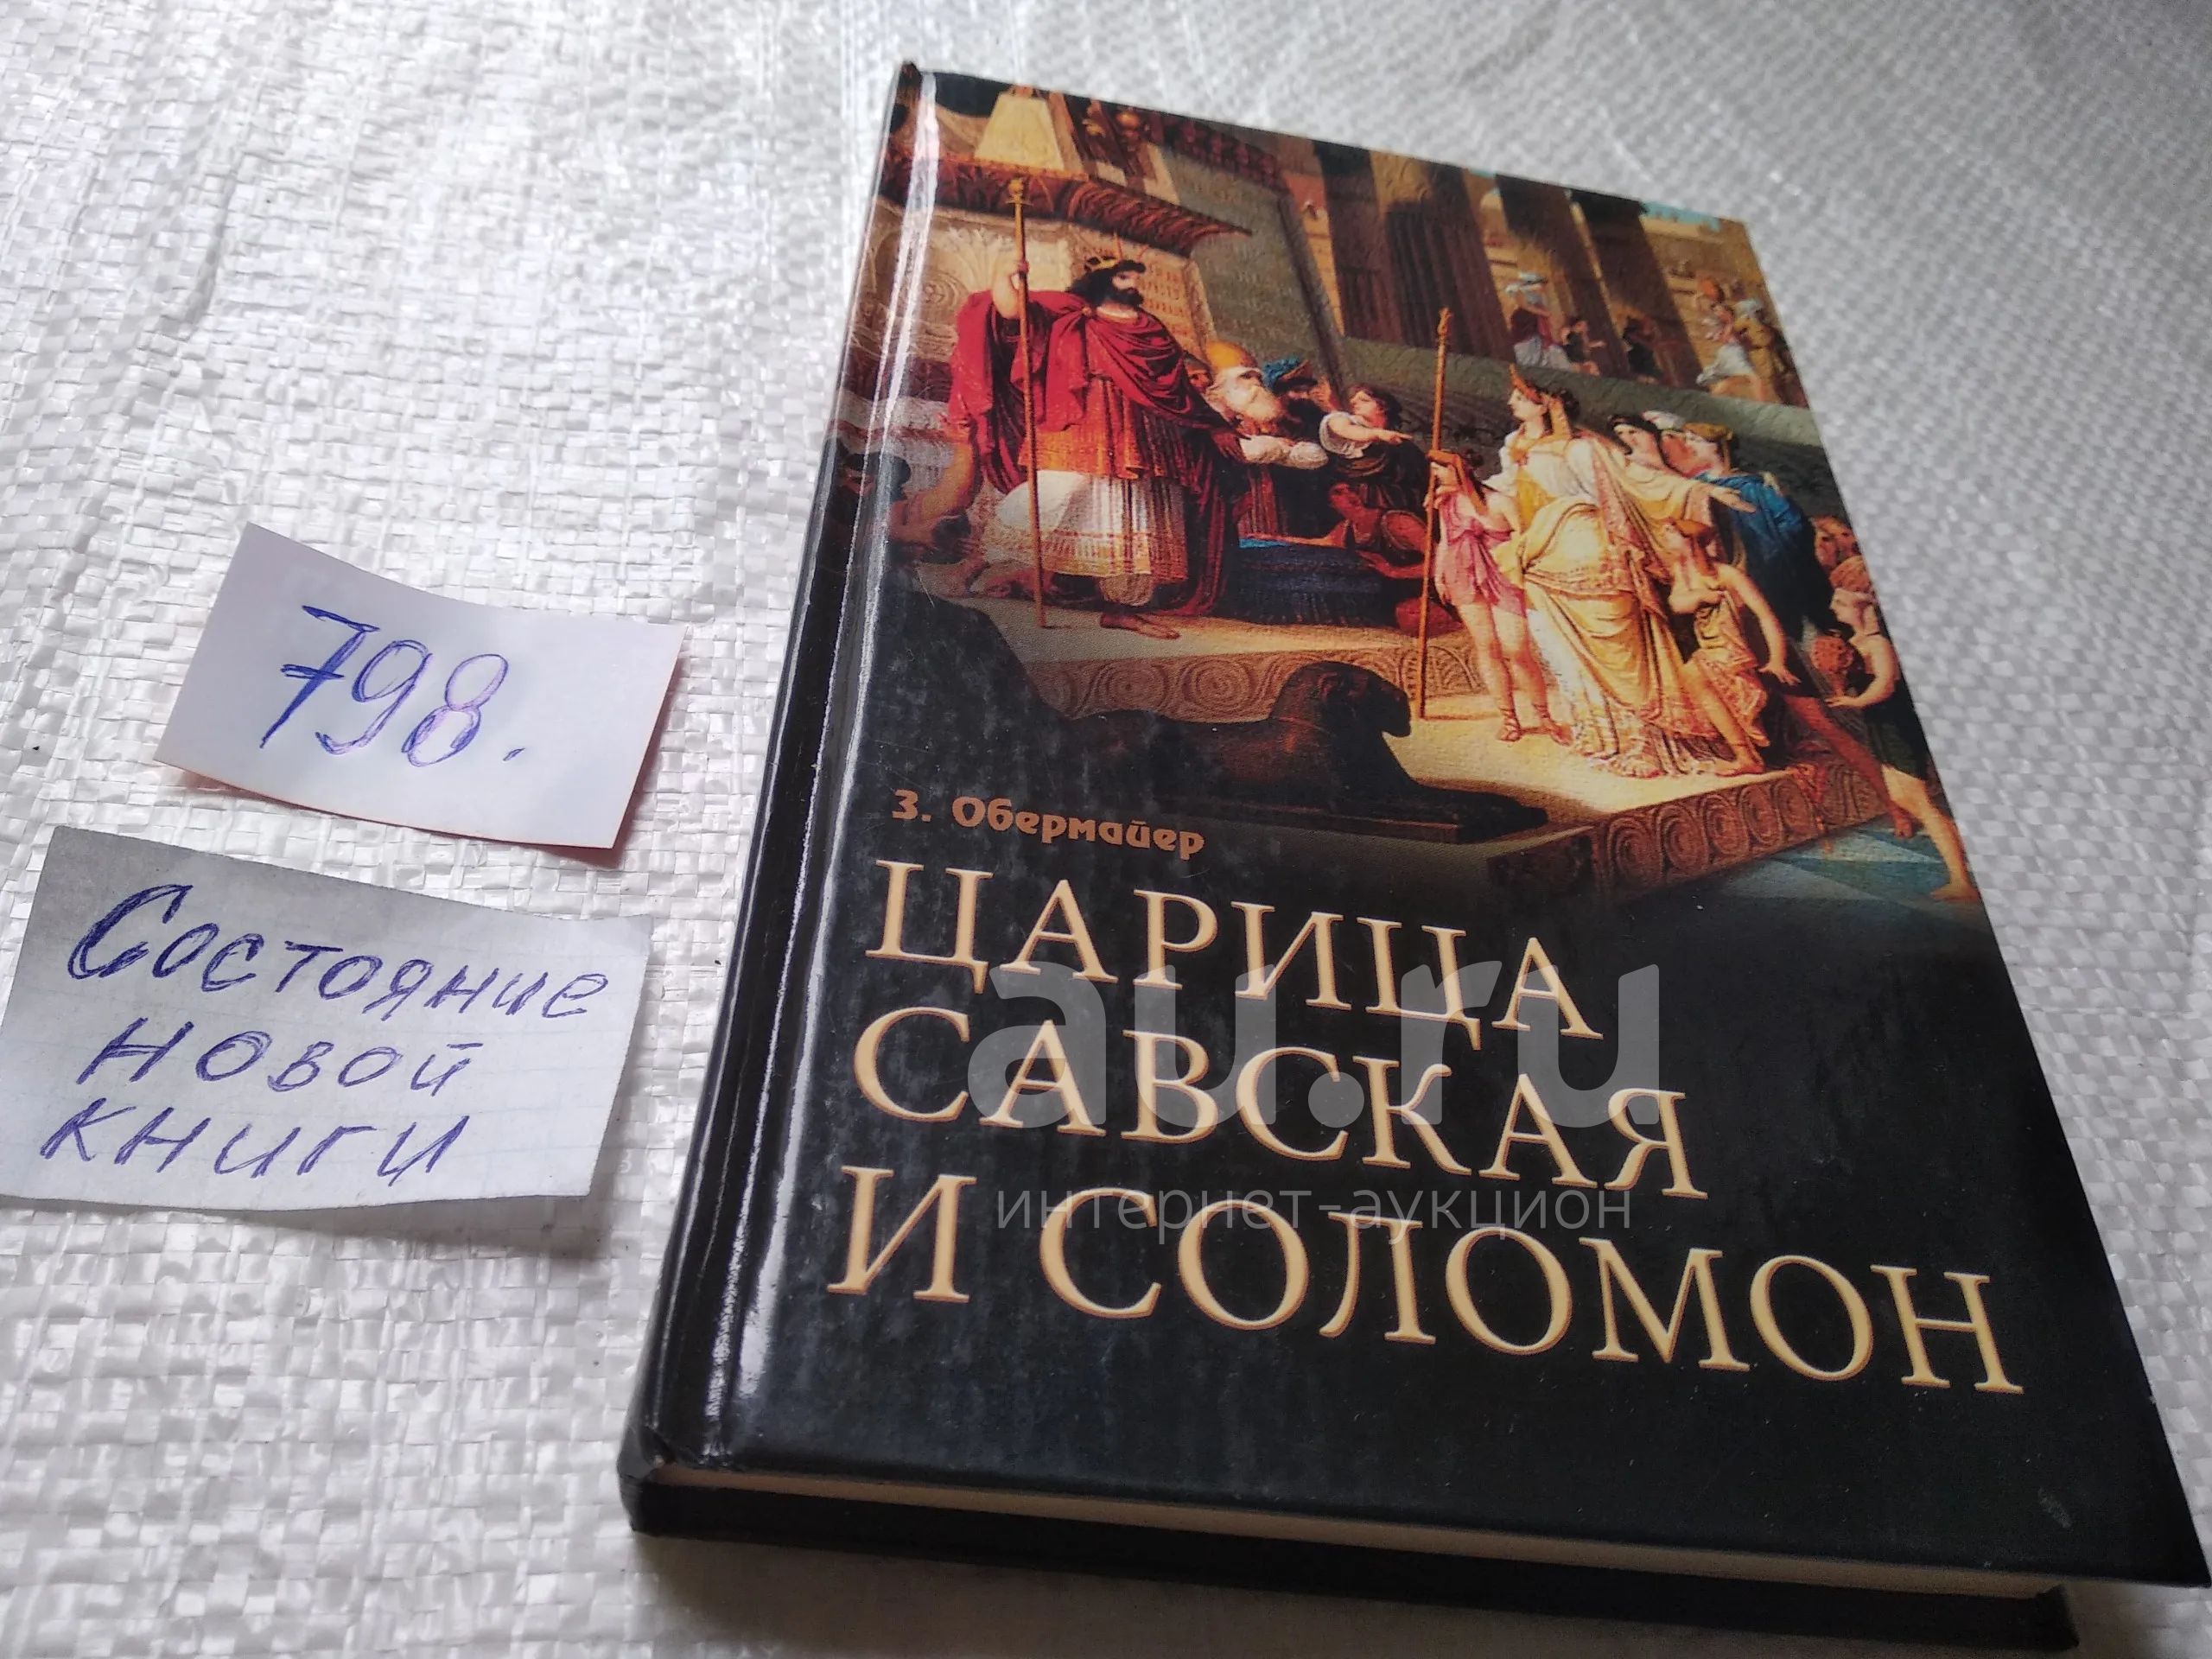 798.
Состояние
новой
книги
З. Обермайер
ЦАРИЦА
САВСКАЯ
И СОЛОМОН
au.ru
интернет-аукцион